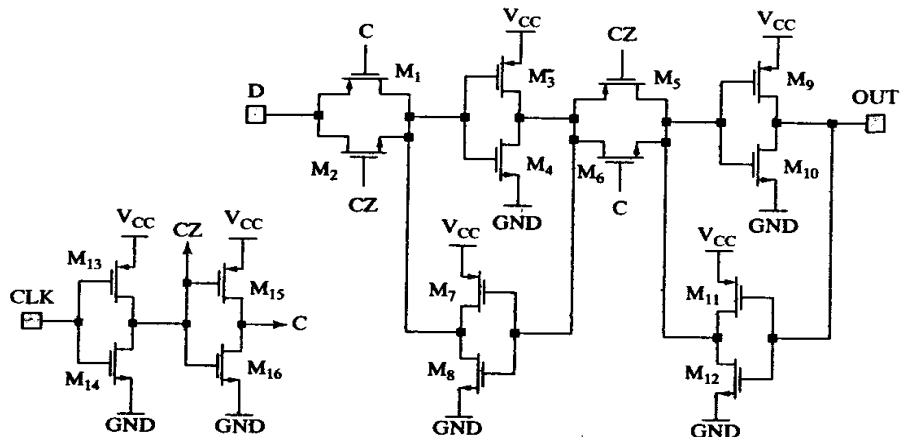 V_CC
C
CZ
V_CC
M_1
M_3
M_5
M_9
D
OUT
M_2
M_4
M_6
M_10
CZ
C
GND
GND
V_CC
CZ
V_CC
V_CC
V_CC
M_13
M_15
M_7
M_11
CLK
C
M_14
M_16
M_8
M_12
GND
GND
GND
GND